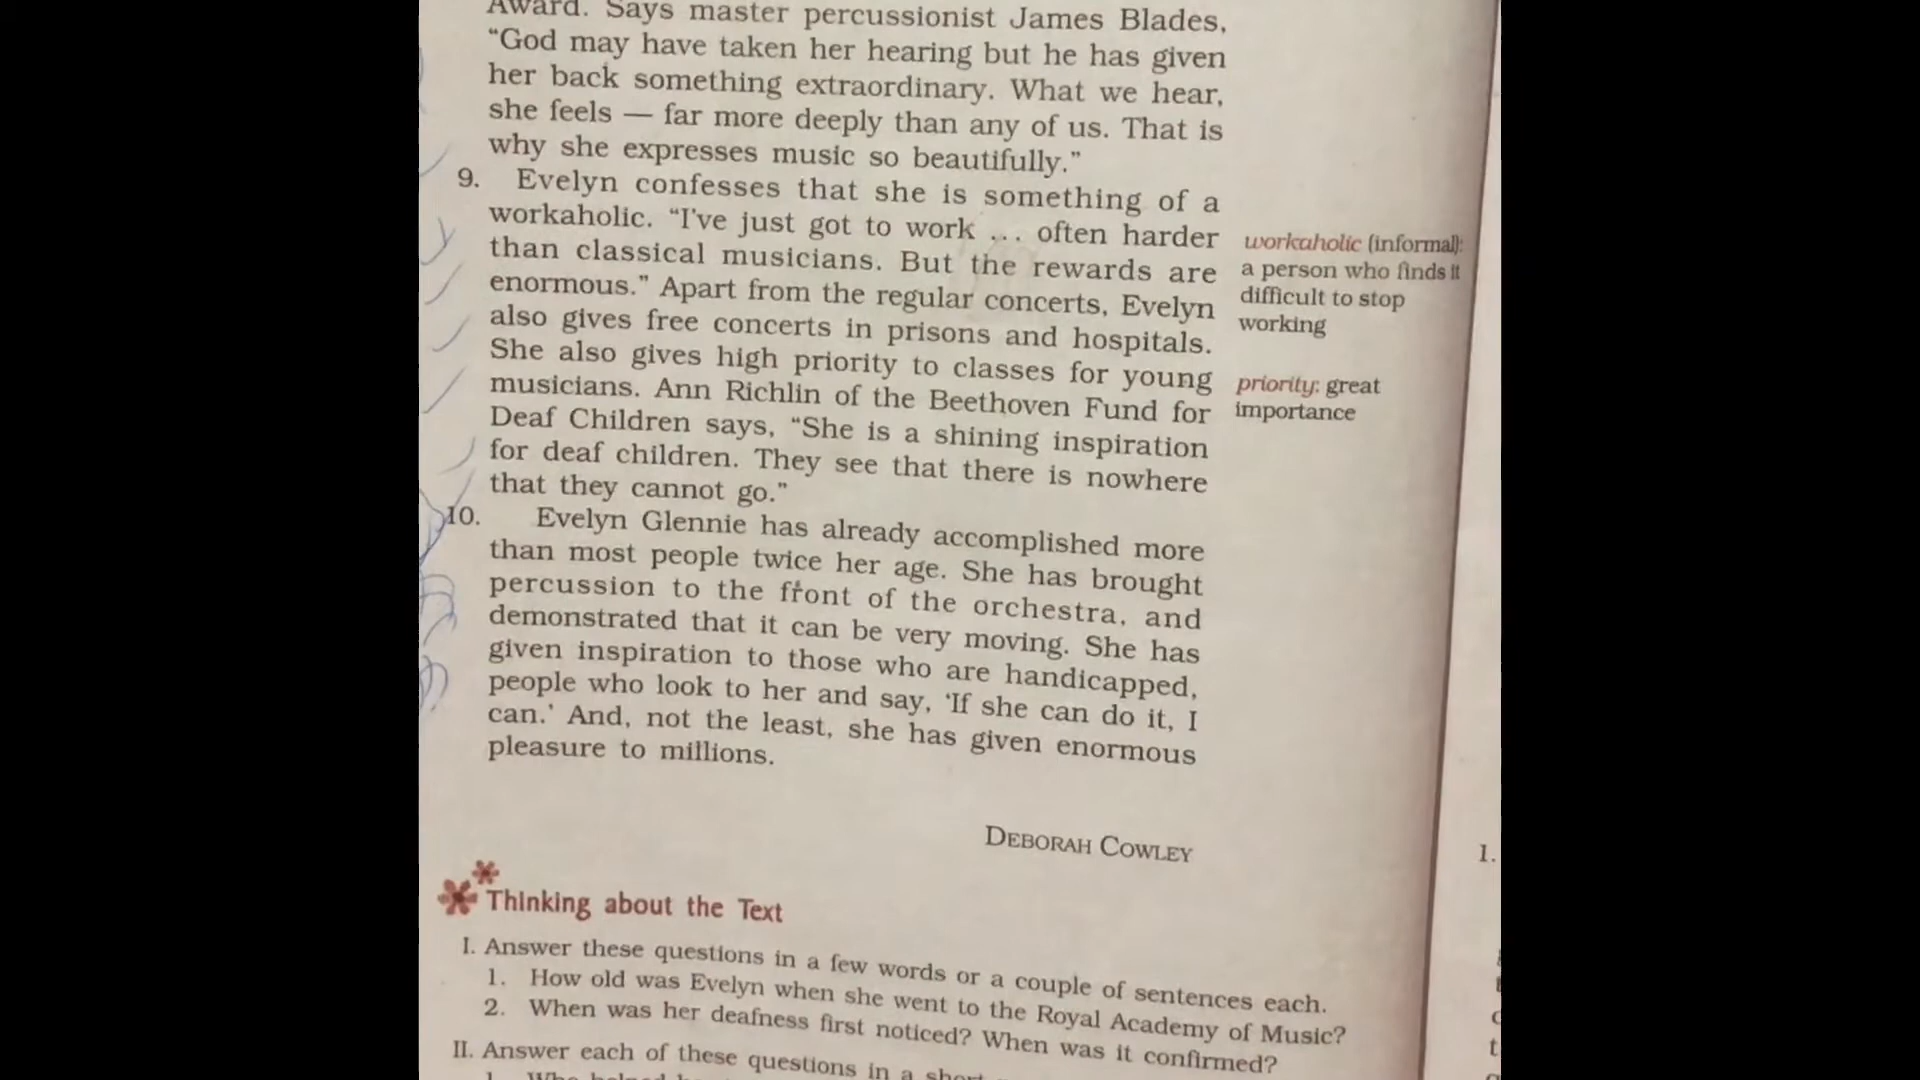 Award. Says master percussionist James Blades,
“God may have taken her hearing but he has given
her back something extraordinary. What we hear,
she feels — far more deeply than any of us. That is
why she expresses music so beautifully.”
9. Evelyn confesses that she is something of a
workaholic. “I've just got to work ... often harder
than classical musicians. But the rewards are
enormous.” Apart from the regular concerts, Evelyn
also gives free concerts in prisons and hospitals.
She also gives high priority to classes for young
musicians. Ann Richlin of the Beethoven Fund for
Deaf Children says, “She is a shining inspiration
for deaf children. They see that there is nowhere
that they cannot go.”
workaholic (informal):
a person who finds it
difficult to stop
working
priority: great
importance
10. Evelyn Glennie has already accomplished more
than most people twice her age. She has brought
percussion to the front of the orchestra, and
demonstrated that it can be very moving. She has
given inspiration to those who are handicapped,
people who look to her and say, ‘If she can do it, I
can.’ And, not the least, she has given enormous
pleasure to millions.
DEBORAH COWLEY
Thinking about the Text
I. Answer these questions in a few words or a couple of sentences each.
1. How old was Evelyn when she went to the Royal Academy of Music?
2. When was her deafness first noticed? When was it confirmed?
II. Answer each of these questions in a short
1. Who helped
1.